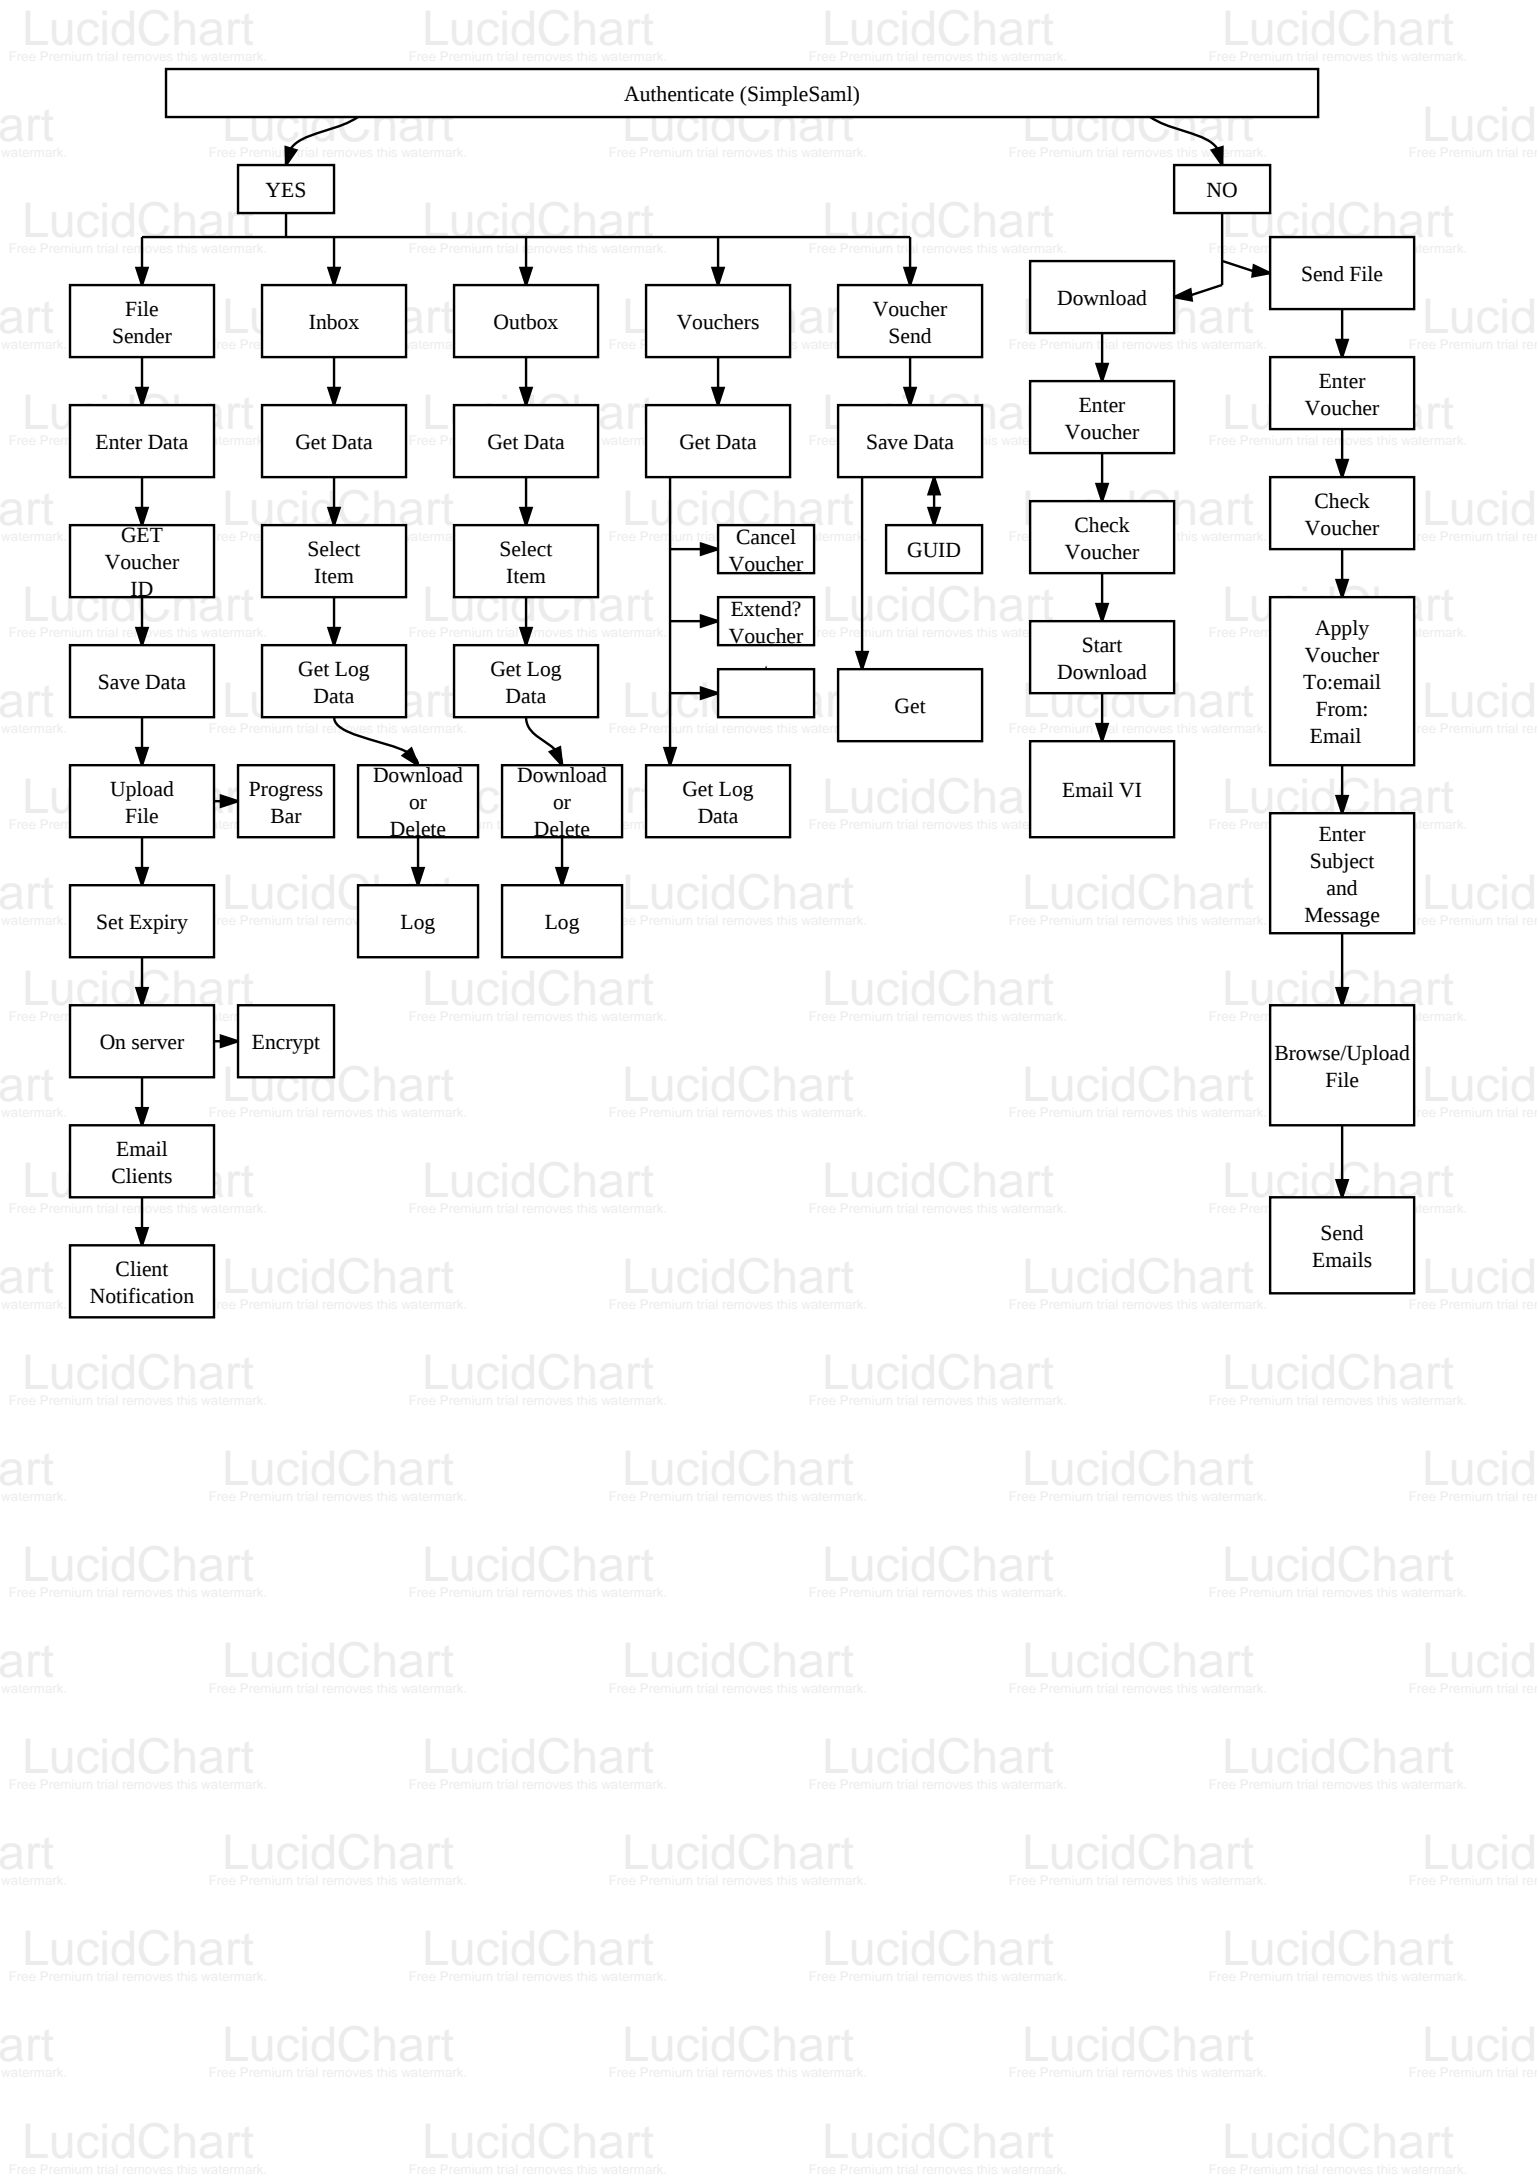 Authenticate (SimpleSaml)
YES
NO
File
Sender
Inbox
Outbox
Vouchers
Voucher
Send
Download
Send File
Enter Data
Get Data
Get Data
Get Data
Save Data
Enter
Voucher
Enter
Voucher
GET
Voucher
ID
Select
Item
Select
Item
Cancel
Voucher
GUID
Check
Voucher
Check
Voucher
Extend?
Voucher
Save Data
Get Log
Data
Get Log
Data
Get
Start
Download
Apply
Voucher
To:email
From:
Email
Upload
File
Progress
Bar
Download
or
Delete
Download
or
Delete
Get Log
Data
Email VI
Enter
Subject
and
Message
Set Expiry
Log
Log
On server
Encrypt
Browse/Upload
File
Email
Clients
Send
Emails
Client
Notification
LucidChart
Free Premium trial removes this watermark.